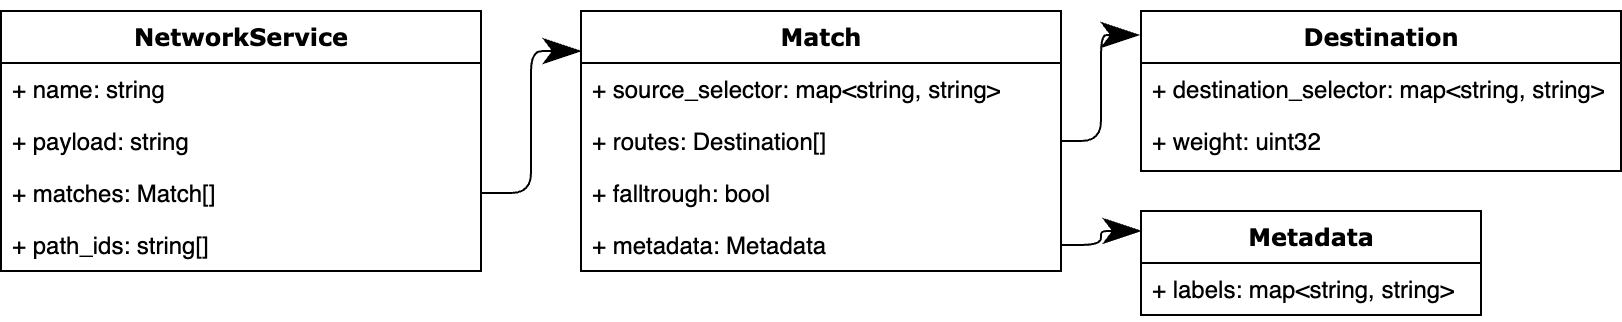 NetworkService
+ name: string
+ payload: string
+ matches: Match[]
+ path_ids: string[]
Match
+ source_selector: map<string, string>
+ routes: Destination[]
+ falltrough: bool
+ metadata: Metadata
Destination
+ destination_selector: map<string, string>
+ weight: uint32
Metadata
+ labels: map<string, string>